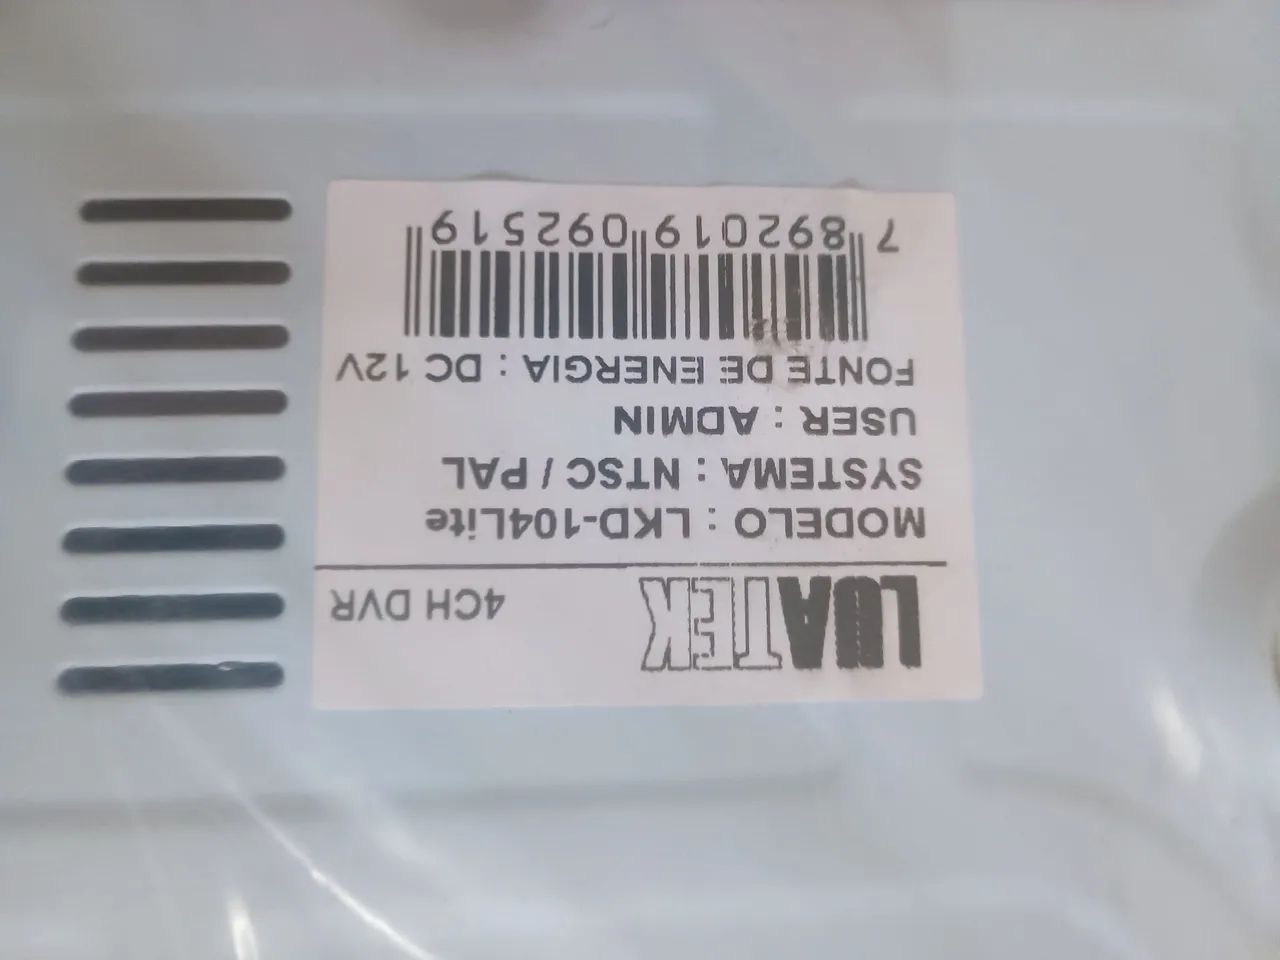 LUATEK 4CH DVR
MODELO : LKD-104Lite
SYSTEMA : NTSC / PAL
USER : ADMIN
FONTE DE ENERGIA : DC 12V
7 892019 092519